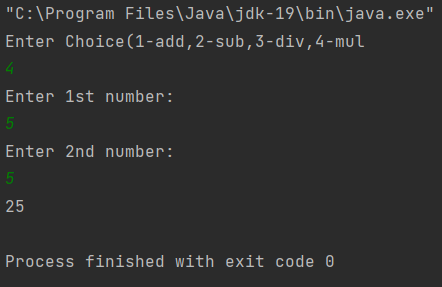 "C:\Program Files\Java\jdk-19\bin\java.exe"
Enter Choice(1-add,2-sub,3-div,4-mul
4
Enter 1st number:
5
Enter 2nd number:
5
25
Process finished with exit code 0